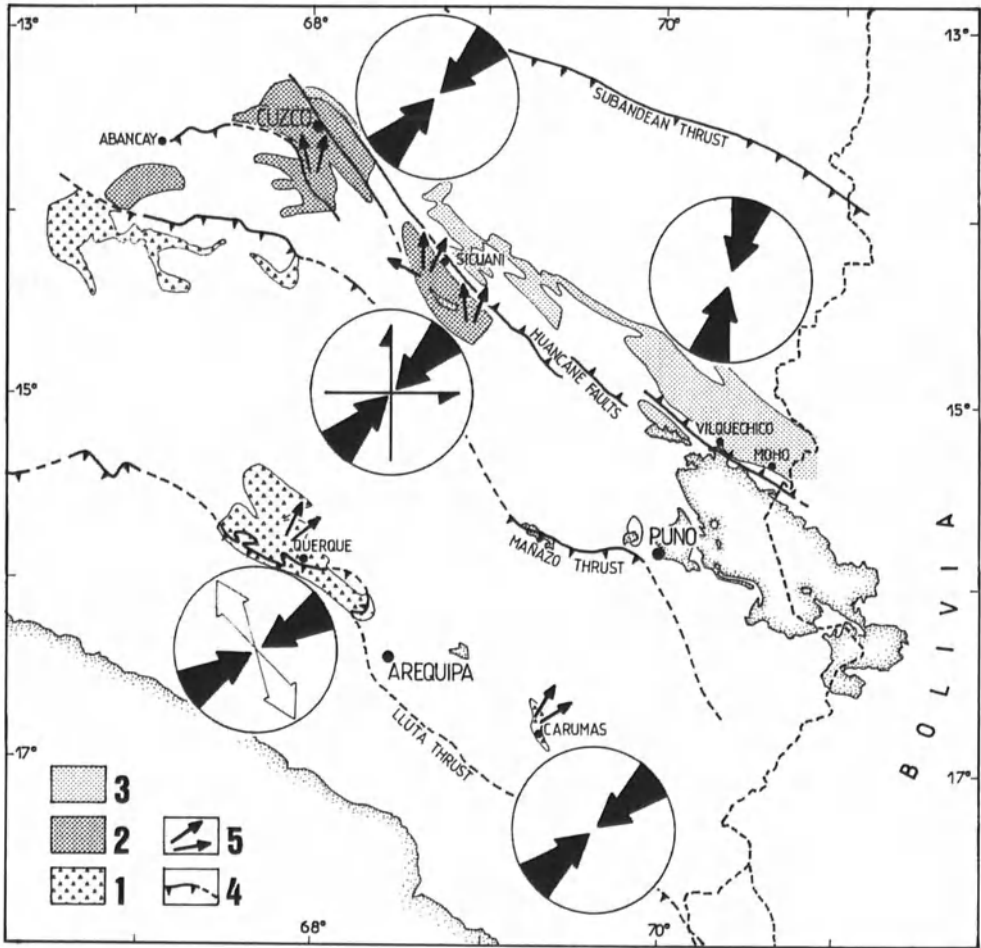 68°
70°
-13°
13°
CUZCO
ABANCAY
SUBANDEAN THRUST
SICUANI
HUANCANE FAULTS
-15°
15°
VILQUECHICO
MOHO
QUERQUE
MAÑAZO THRUST
PUNO
BOLIVIA
AREQUIPA
LLUTA THRUST
CARUMAS
-17°
17°
3
2
5
1
4
68°
70°